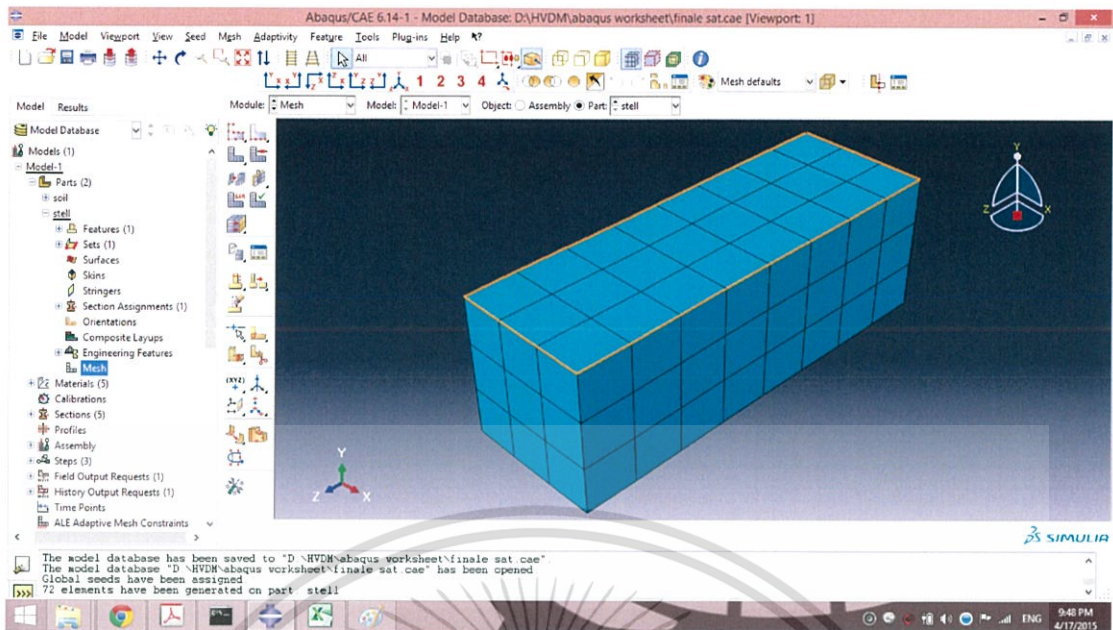 Abaqus/CAE 6.14-1 - Model Database: D:\HVDM\abaqus worksheet\finale sat.cae [Viewport: 1]
File Model Viewport View Seed Mesh Adaptivity Feature Tools Plug-ins Help
All
1 2 3 4
Mesh defaults
Model Results
Module: Mesh Model: Model-1 Object: Assembly Part: stell
Model Database
Models (1)
Model-1
Parts (2)
soil
stell
Features (1)
Sets (1)
Surfaces
Skins
Stringers
Section Assignments (1)
Orientations
Composite Layups
Engineering Features
Mesh
Materials (5)
Calibrations
Sections (5)
Profiles
Assembly
Steps (3)
Field Output Requests (1)
History Output Requests (1)
Time Points
ALE Adaptive Mesh Constraints
(XYZ)
Y
Z X
Y
Z X
SIMULIA
The model database has been saved to "D:\HVDM\abaqus worksheet\finale sat.cae".
The model database "D:\HVDM\abaqus worksheet\finale sat.cae" has been opened.
Global seeds have been assigned.
72 elements have been generated on part: stell
ENG
9:48 PM
4/17/2015